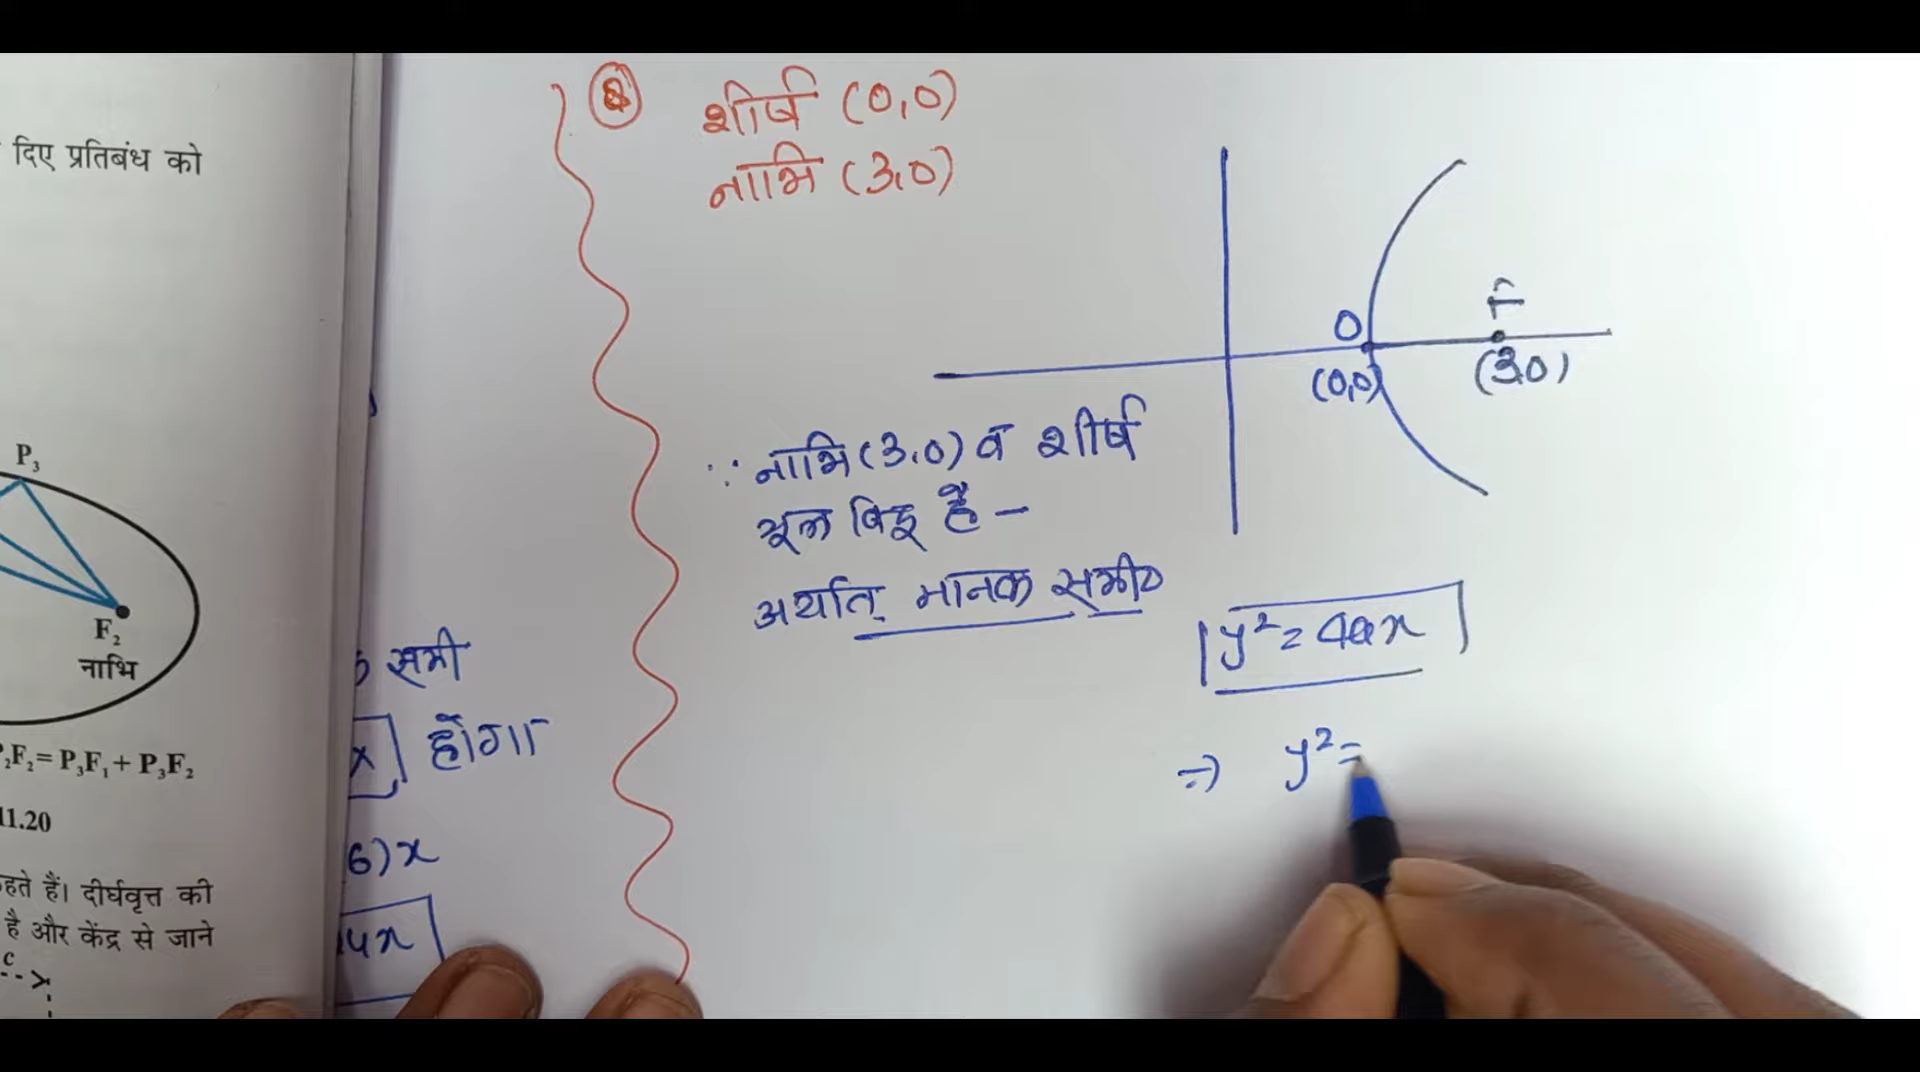 दिए प्रतिबंध को
P₃
F₂
नाभि
₂F₂= P₃F₁+ P₃F₂
11.20
हते हैं। दीर्घवृत्त की
है और केंद्र से जाने
c
समी
x] होगा
6)x
4x
8
शीर्ष (0,0)
नाभि (3,0)
O
F
(0,0)
(3,0)
∵ नाभि (3,0) व शीर्ष
मूल बिंदु है –
अर्थात् मानक समी०
y² = 4ax
⇒ y² =